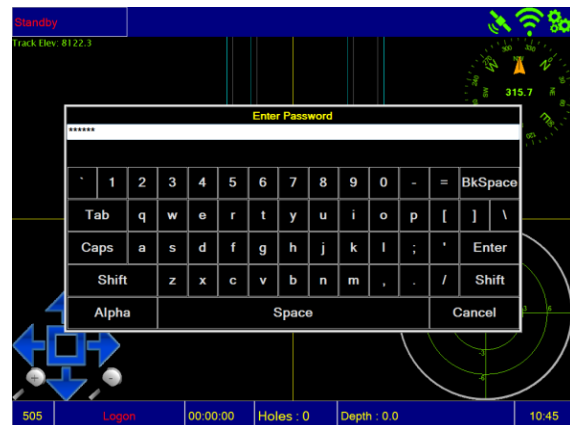 Standby
Track Elev: 8122.3
315.7
Enter Password
******
` 1 2 3 4 5 6 7 8 9 0 - = BkSpace
Tab q w e r t y u i o p [ ] \
Caps a s d f g h j k l ; ' Enter
Shift z x c v b n m , . / Shift
Alpha Space Cancel
505 Logon 00:00:00 Holes : 0 Depth : 0.0 10:45